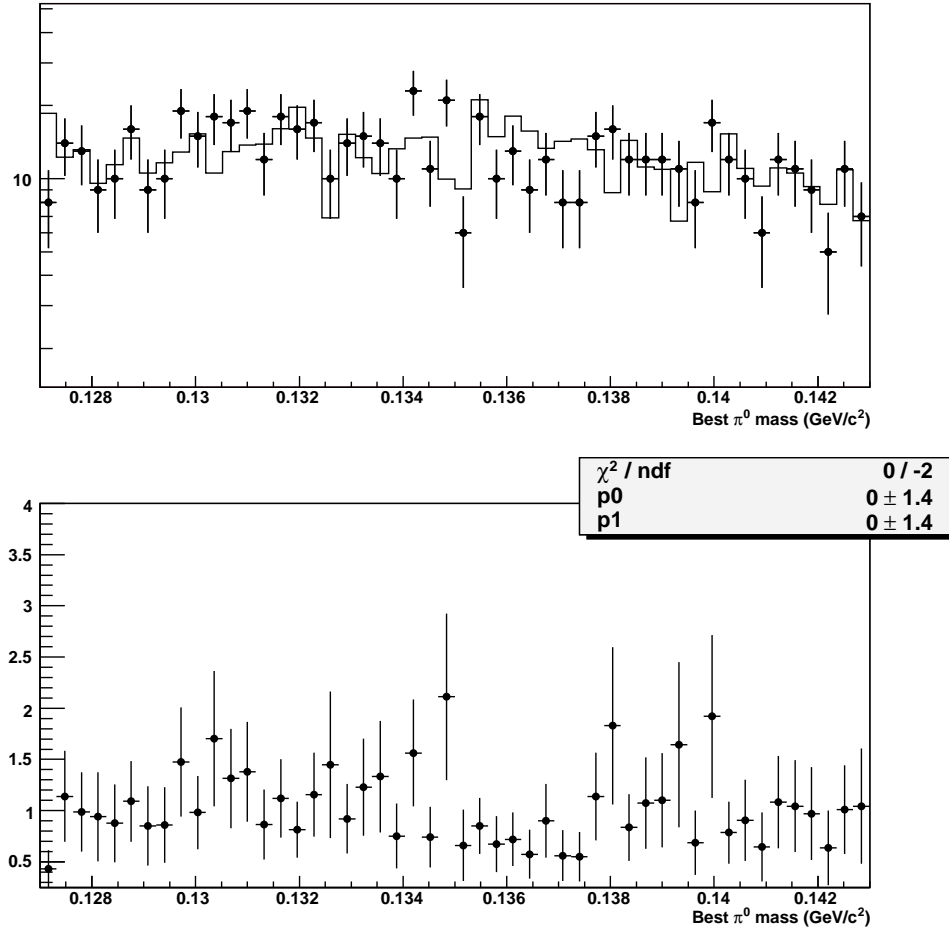 10
0.128 0.13 0.132 0.134 0.136 0.138 0.14 0.142
Best π⁰ mass (GeV/c²)
χ² / ndf 0 / -2
p0 0 ± 1.4
p1 0 ± 1.4
4
3.5
3
2.5
2
1.5
1
0.5
0.128 0.13 0.132 0.134 0.136 0.138 0.14 0.142
Best π⁰ mass (GeV/c²)